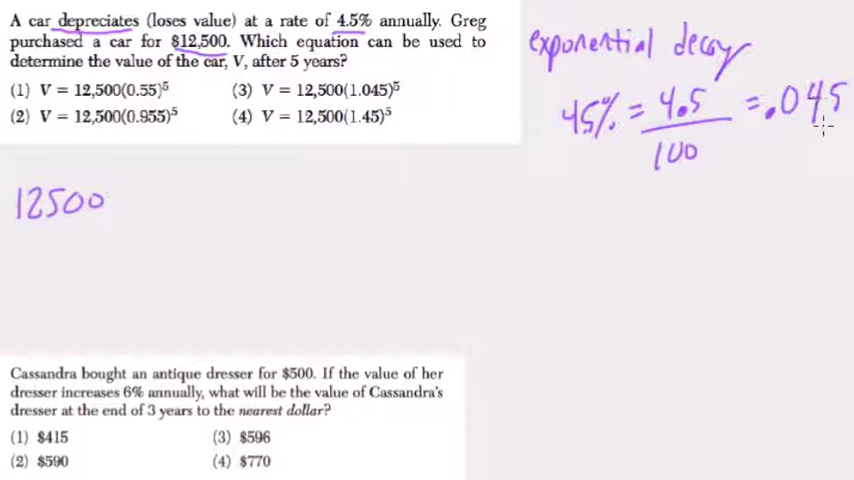 A car depreciates (loses value) at a rate of 4.5% annually. Greg
purchased a car for $12,500. Which equation can be used to
determine the value of the car, V, after 5 years?
(1) V = 12,500(0.55)⁵ (3) V = 12,500(1.045)⁵
(2) V = 12,500(0.955)⁵ (4) V = 12,500(1.45)⁵
exponential decay
45% = 4.5/100 = .045
12500
Cassandra bought an antique dresser for $500. If the value of her
dresser increases 6% annually, what will be the value of Cassandra's
dresser at the end of 3 years to the nearest dollar?
(1) $415 (3) $596
(2) $590 (4) $770